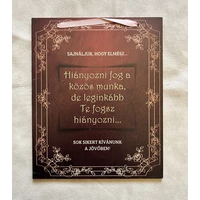 SAJNÁLJUK, HOGY ELMÉSZ...
Hiányozni fog a
közös munka,
de leginkább
Te fogsz
hiányozni...
SOK SIKERT KÍVÁNUNK
A JÖVŐBEN!